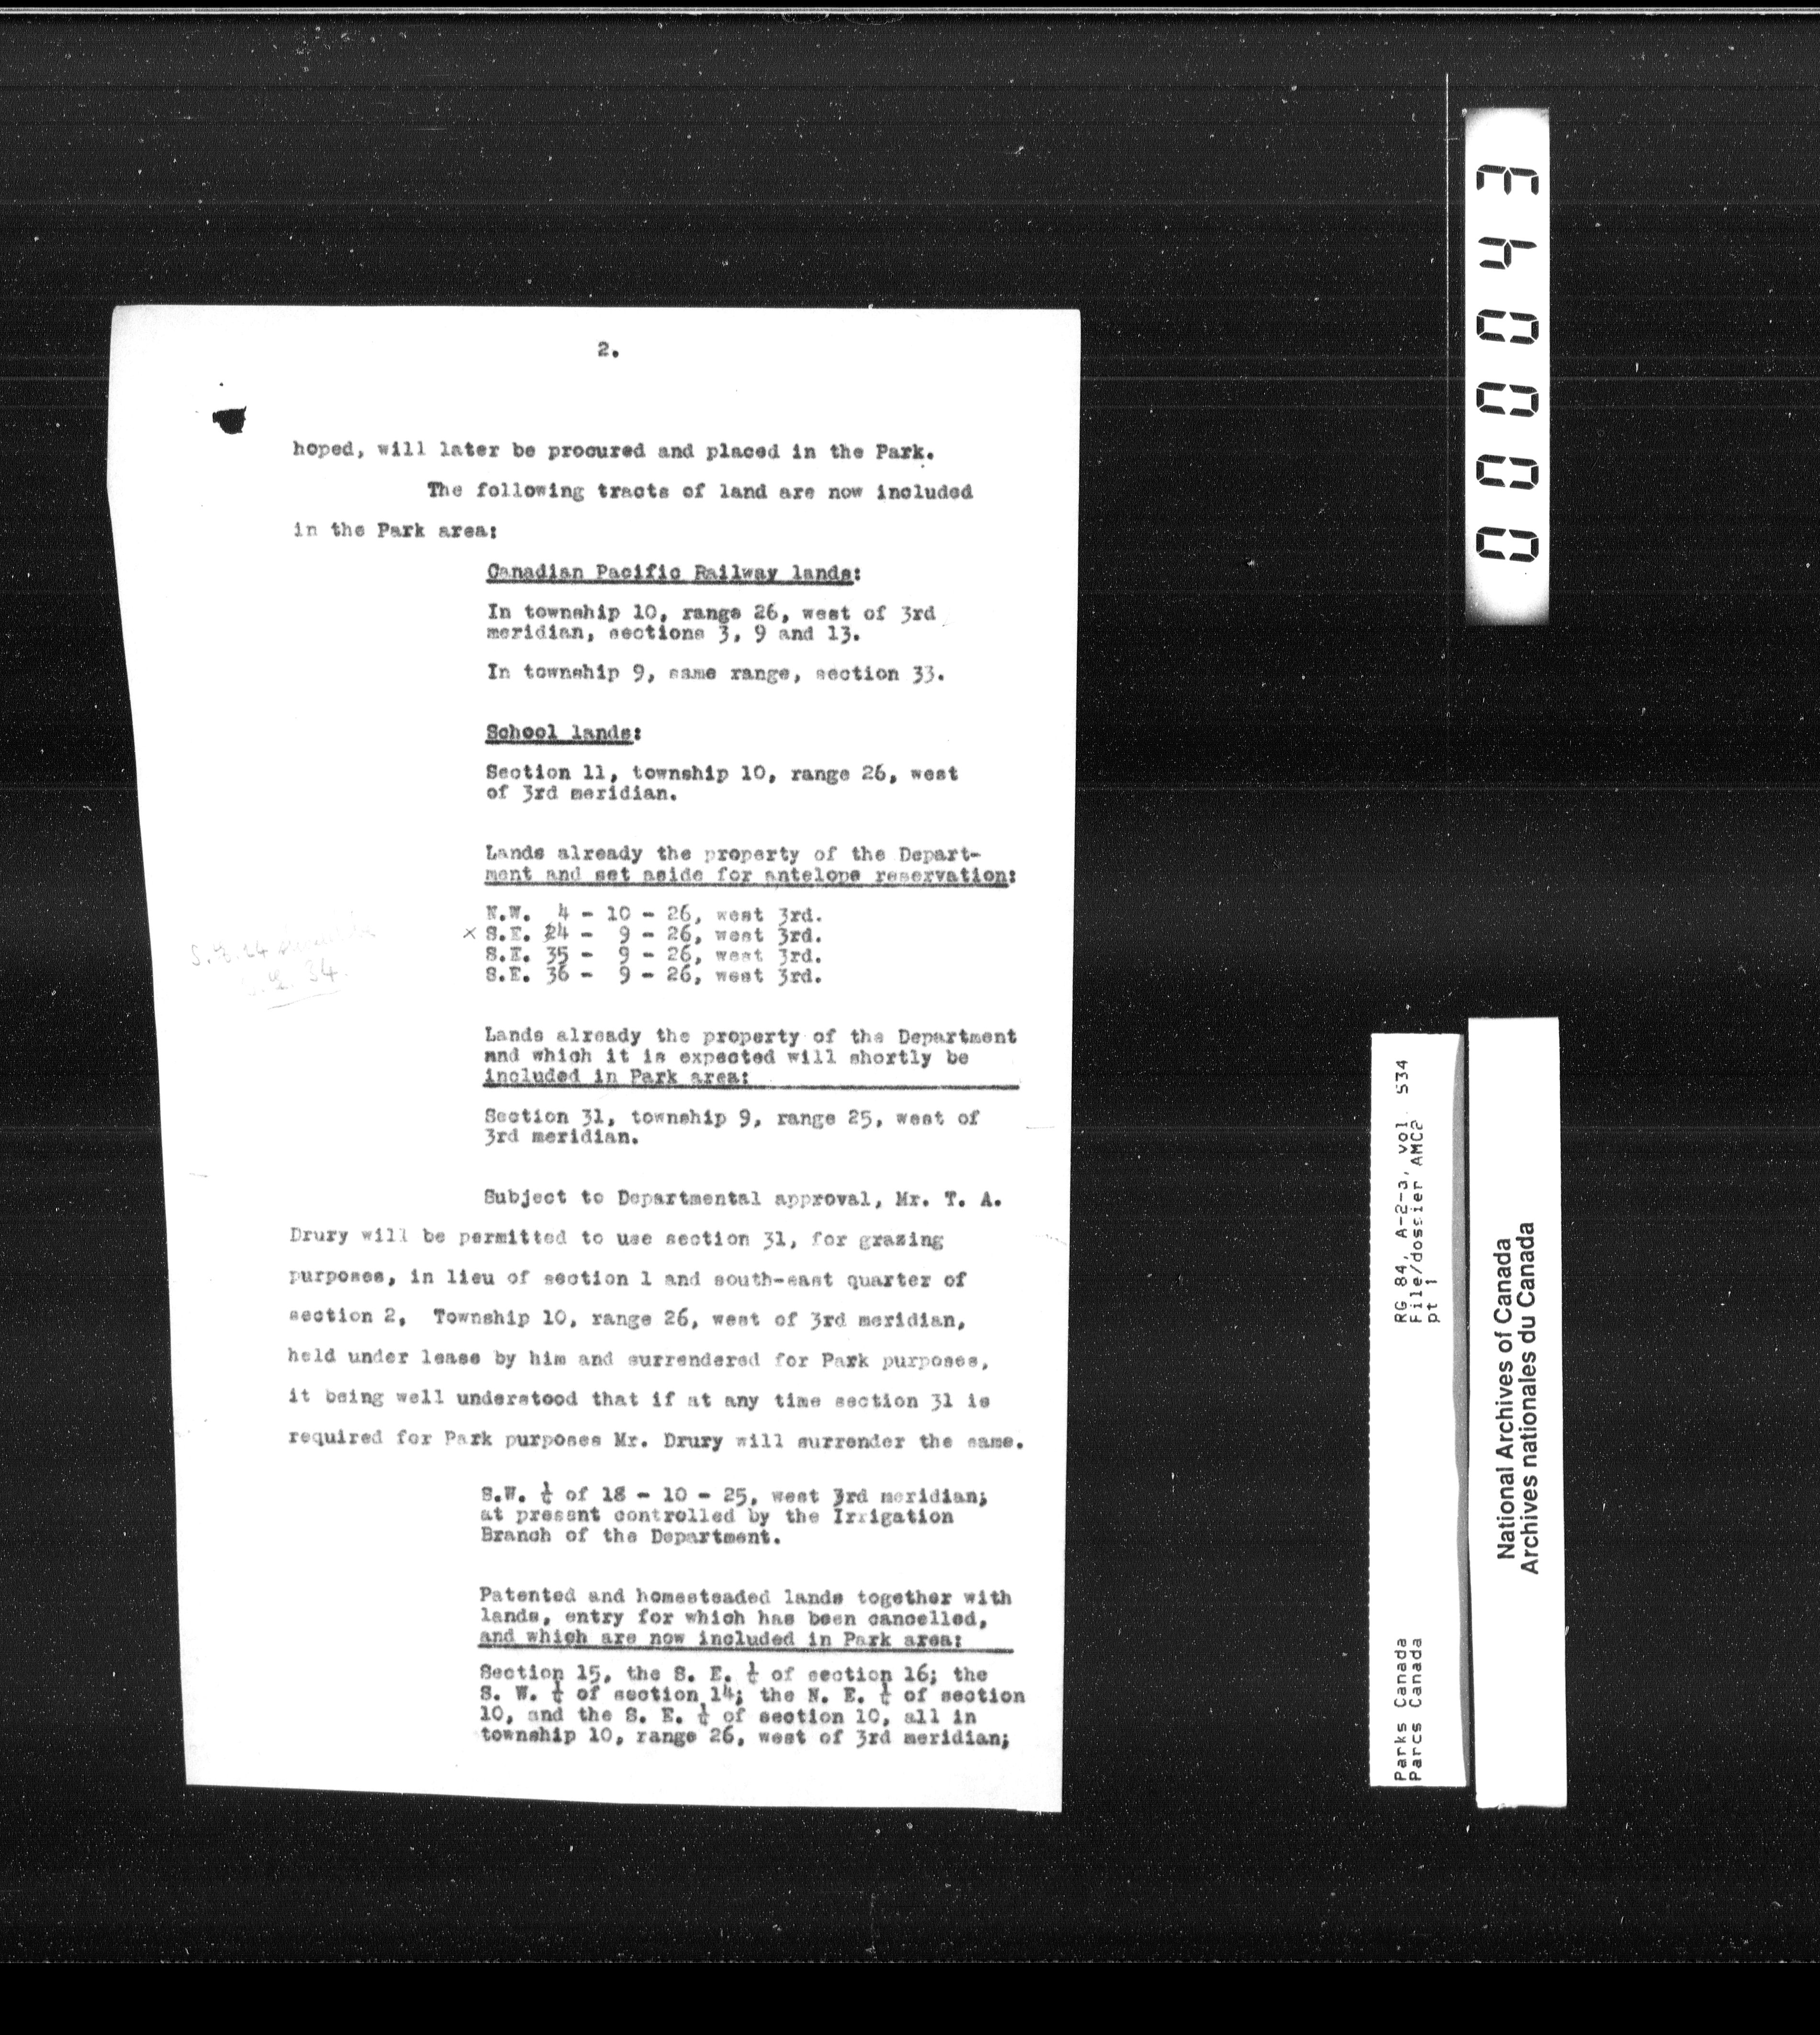 2.
hoped, will later be procured and placed in the Park.
The following tracts of land are now included
in the Park area:
Canadian Pacific Railway lands:
In township 10, range 26, west of 3rd
meridian, sections 3, 9 and 13.
In township 9, same range, section 33.
School lands:
Section 11, township 10, range 26, west
of 3rd meridian.
Lands already the property of the Depart-
ment and set aside for antelope reservation:
N.W. 4 - 10 - 26, west 3rd.
x S.E. 24 - 9 - 26, west 3rd.
S.E. 35 - 9 - 26, west 3rd.
S.E. 36 - 9 - 26, west 3rd.
S.E. 24
34.
Lands already the property of the Department
and which it is expected will shortly be
included in Park area:
Section 31, township 9, range 25, west of
3rd meridian.
Subject to Departmental approval, Mr. T. A.
Drury will be permitted to use section 31, for grazing
purposes, in lieu of section 1 and south-east quarter of
section 2, Township 10, range 26, west of 3rd meridian,
held under lease by him and surrendered for Park purposes,
it being well understood that if at any time section 31 is
required for Park purposes Mr. Drury will surrender the same.
S.W. ¼ of 18 - 10 - 25, west 3rd meridian;
at present controlled by the Irrigation
Branch of the Department.
Patented and homesteaded lands together with
lands, entry for which has been cancelled,
and which are now included in Park area:
Section 15, the S. E. ¼ of section 16; the
S. W. ¼ of section 14; the N. E. ¼ of section
10, and the S. E. ¼ of section 10, all in
township 10, range 26, west of 3rd meridian;
000043
RG 84, A-2-a, vol. 534
File/dossier AMC2
pt 1
Parks Canada
Parcs Canada
National Archives of Canada
Archives nationales du Canada